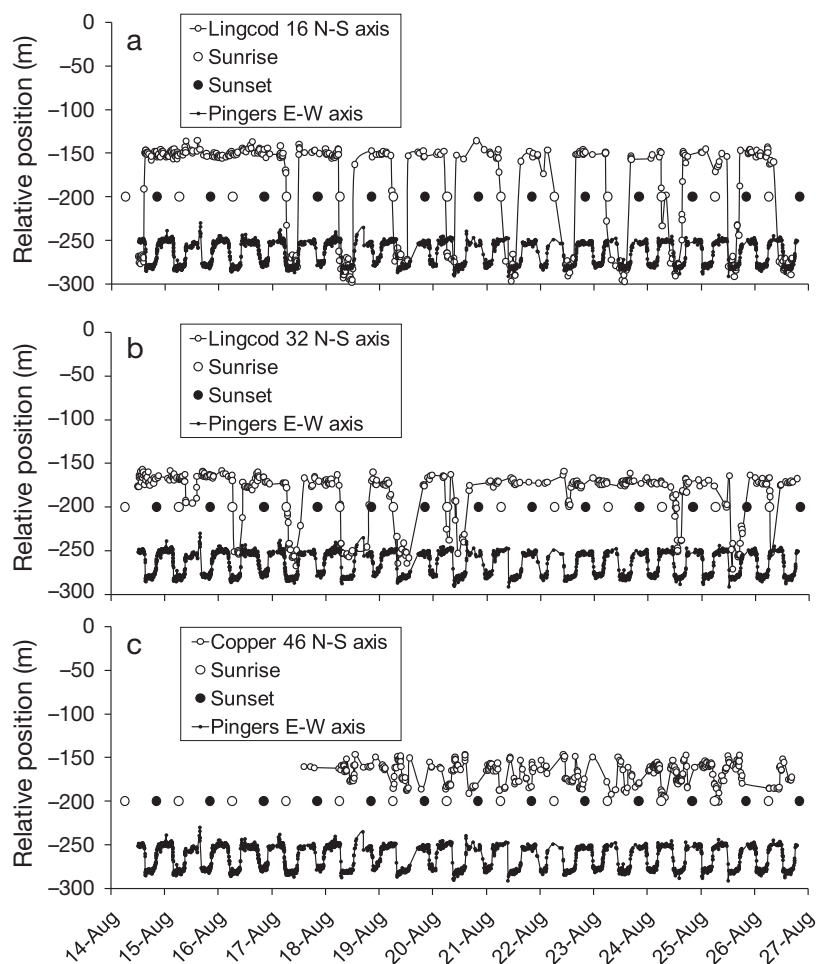 a
Lingcod 16 N-S axis
Sunrise
Sunset
Pingers E-W axis
Relative position (m)
0
–50
–100
–150
–200
–250
–300
b
Lingcod 32 N-S axis
Sunrise
Sunset
Pingers E-W axis
Relative position (m)
0
–50
–100
–150
–200
–250
–300
c
Copper 46 N-S axis
Sunrise
Sunset
Pingers E-W axis
Relative position (m)
0
–50
–100
–150
–200
–250
–300
14-Aug
15-Aug
16-Aug
17-Aug
18-Aug
19-Aug
20-Aug
21-Aug
22-Aug
23-Aug
24-Aug
25-Aug
26-Aug
27-Aug